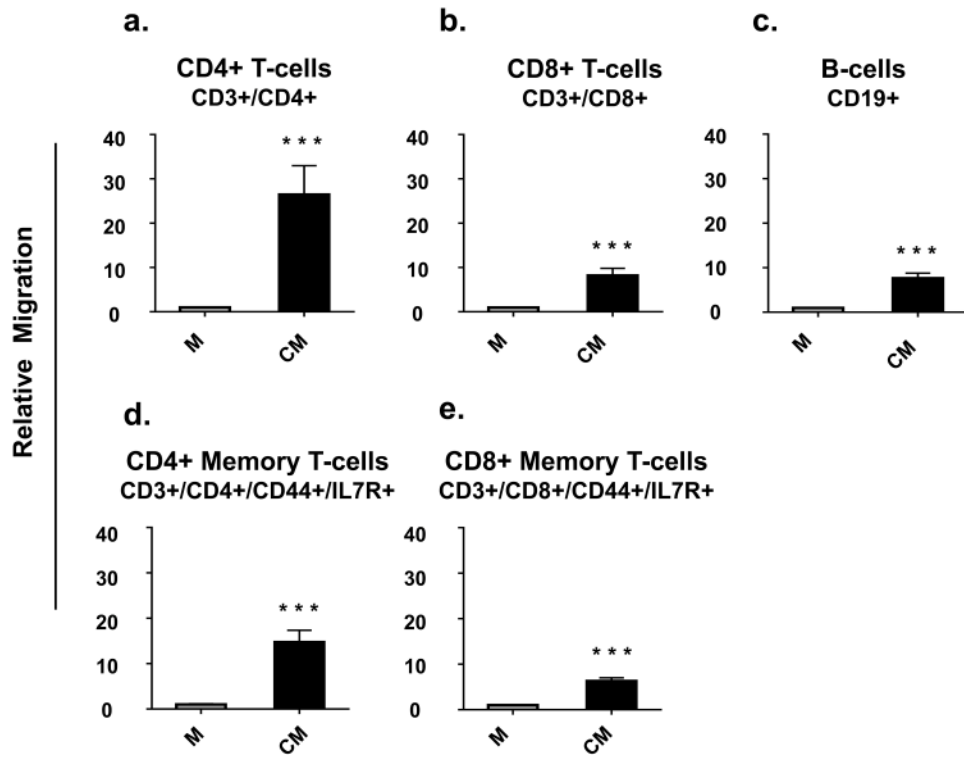 a.
CD4+ T-cells
CD3+/CD4+
40
30
20
10
0
* * *
M
CM
b.
CD8+ T-cells
CD3+/CD8+
40
30
20
10
0
* * *
M
CM
c.
B-cells
CD19+
40
30
20
10
0
* * *
M
CM
Relative Migration
d.
CD4+ Memory T-cells
CD3+/CD4+/CD44+/IL7R+
40
30
20
10
0
* * *
M
CM
e.
CD8+ Memory T-cells
CD3+/CD8+/CD44+/IL7R+
40
30
20
10
0
* * *
M
CM